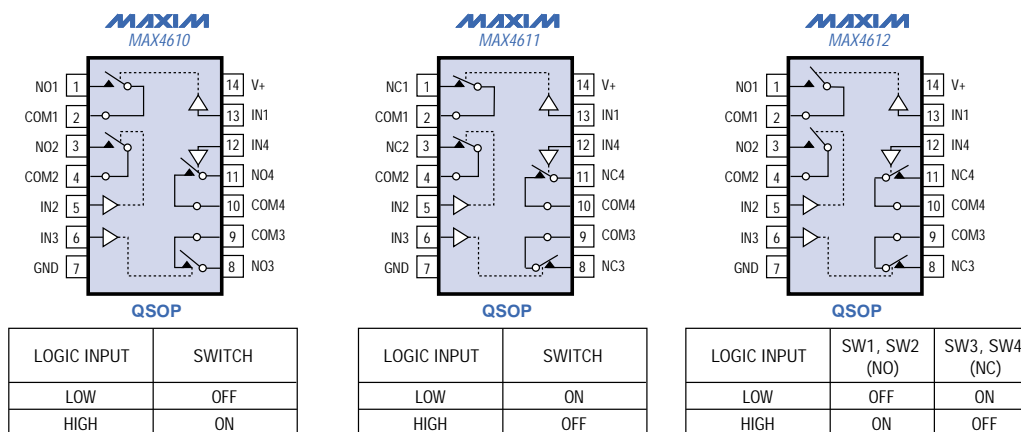 MAXIM
MAX4610
NO1 1
COM1 2
NO2 3
COM2 4
IN2 5
IN3 6
GND 7
14 V+
13 IN1
12 IN4
11 NO4
10 COM4
9 COM3
8 NO3
QSOP
LOGIC INPUT SWITCH
LOW OFF
HIGH ON
MAXIM
MAX4611
NC1 1
COM1 2
NC2 3
COM2 4
IN2 5
IN3 6
GND 7
14 V+
13 IN1
12 IN4
11 NC4
10 COM4
9 COM3
8 NC3
QSOP
LOGIC INPUT SWITCH
LOW ON
HIGH OFF
MAXIM
MAX4612
NO1 1
COM1 2
NO2 3
COM2 4
IN2 5
IN3 6
GND 7
14 V+
13 IN1
12 IN4
11 NC4
10 COM4
9 COM3
8 NC3
QSOP
LOGIC INPUT SW1, SW2 SW3, SW4
(NO) (NC)
LOW OFF ON
HIGH ON OFF